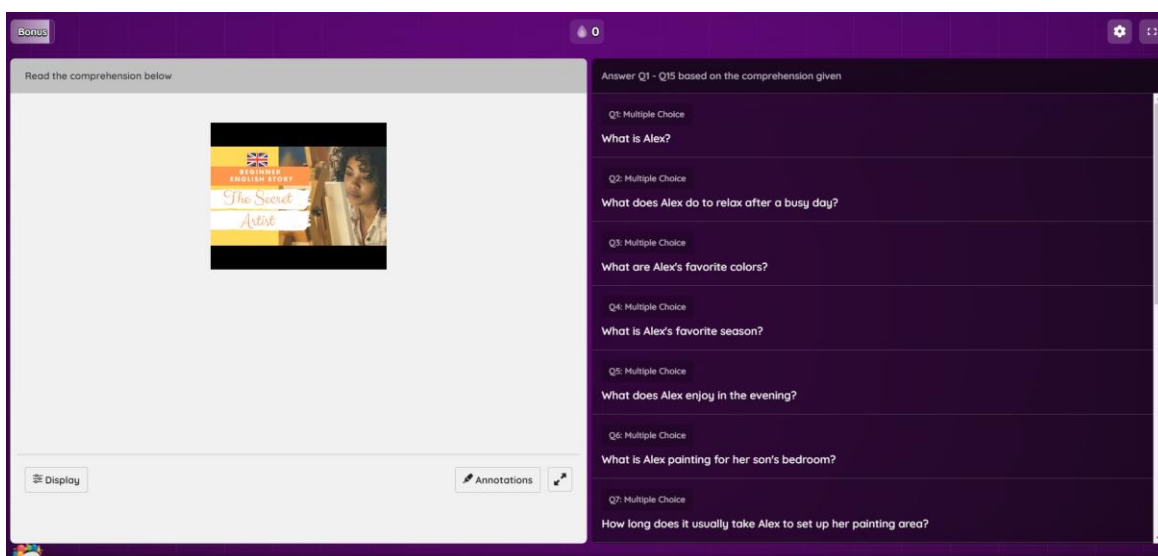 Bonus
0
Read the comprehension below
BEGINNER
ENGLISH STORY
The Secret
Artist
Display
Annotations
Answer Q1 - Q15 based on the comprehension given
Q1: Multiple Choice
What is Alex?
Q2: Multiple Choice
What does Alex do to relax after a busy day?
Q3: Multiple Choice
What are Alex's favorite colors?
Q4: Multiple Choice
What is Alex's favorite season?
Q5: Multiple Choice
What does Alex enjoy in the evening?
Q6: Multiple Choice
What is Alex painting for her son's bedroom?
Q7: Multiple Choice
How long does it usually take Alex to set up her painting area?